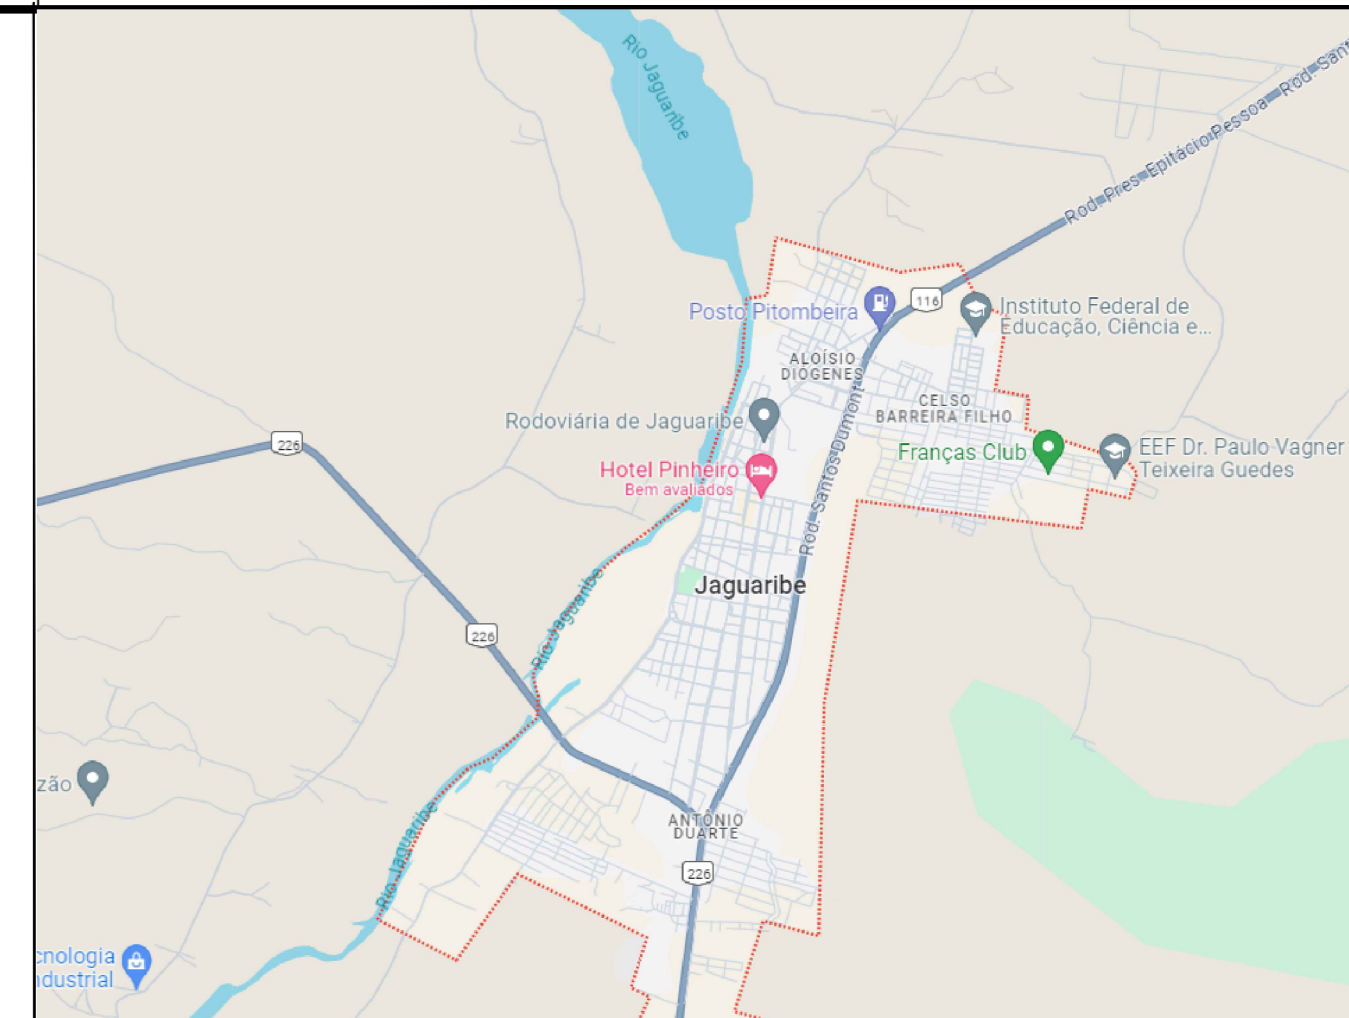 Rio Jaguaribe
Rod. Pres. Epitácio Pessoa
Rod. Sant
116
Posto Pitombeira
Instituto Federal de
Educação, Ciência e...
ALOÍSIO
DIÓGENES
CELSO
BARREIRA FILHO
Rodoviária de Jaguaribe
Rod. Santos Dumont
226
Franças Club
EEF Dr. Paulo Vagner
Teixeira Guedes
Hotel Pinheiro
Bem avaliados
Jaguaribe
Rio Jaguaribe
226
zão
Rio Jaguaribe
ANTÔNIO
DUARTE
226
cnologia
ndustrial